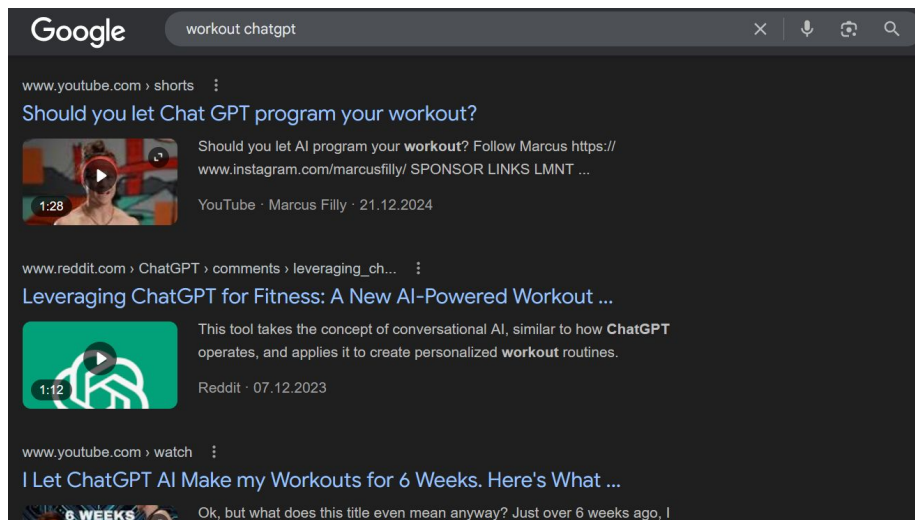 Google
workout chatgpt
www.youtube.com › shorts
Should you let Chat GPT program your workout?
1:28
Should you let AI program your workout? Follow Marcus https://
www.instagram.com/marcusfilly/ SPONSOR LINKS LMNT ...
YouTube · Marcus Filly · 21.12.2024
www.reddit.com › ChatGPT › comments › leveraging_ch...
Leveraging ChatGPT for Fitness: A New AI-Powered Workout ...
1:12
This tool takes the concept of conversational AI, similar to how ChatGPT
operates, and applies it to create personalized workout routines.
Reddit · 07.12.2023
www.youtube.com › watch
I Let ChatGPT AI Make my Workouts for 6 Weeks. Here's What ...
6 WEEKS
Ok, but what does this title even mean anyway? Just over 6 weeks ago, I